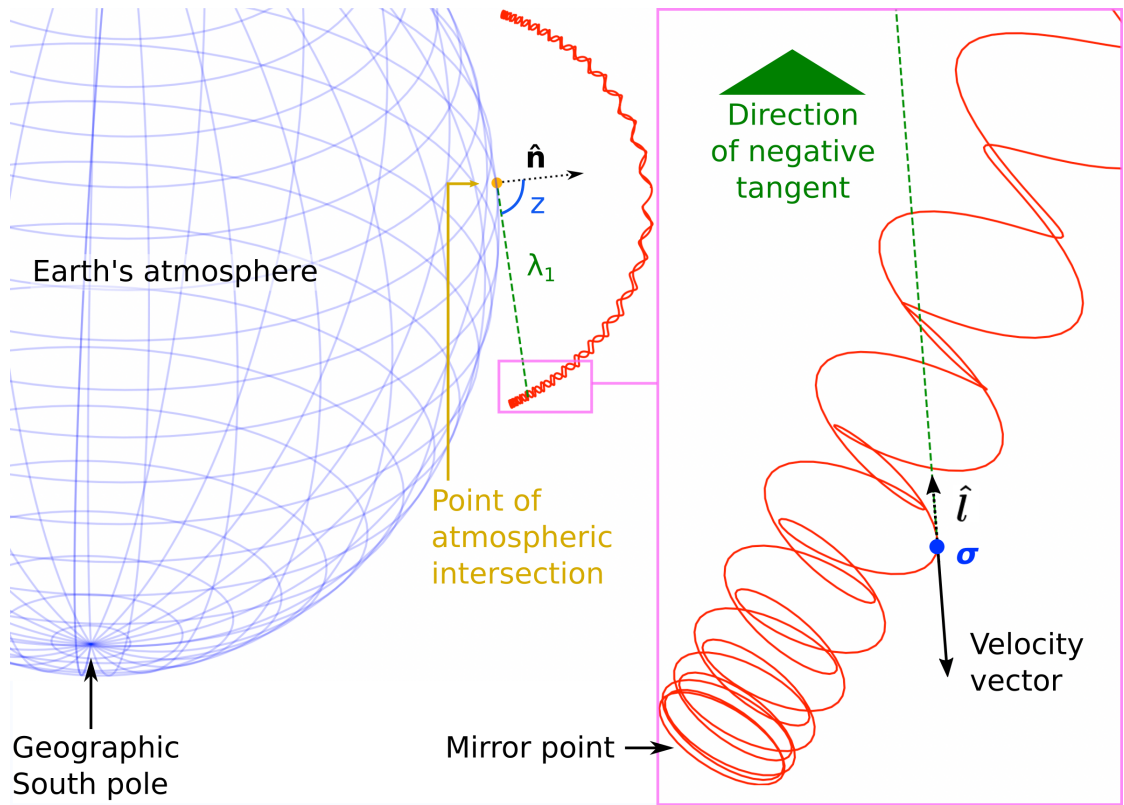 n̂
z
λ₁
Earth's atmosphere
Point of
atmospheric
intersection
Geographic
South pole
Mirror point
Direction
of negative
tangent
l̂
σ
Velocity
vector